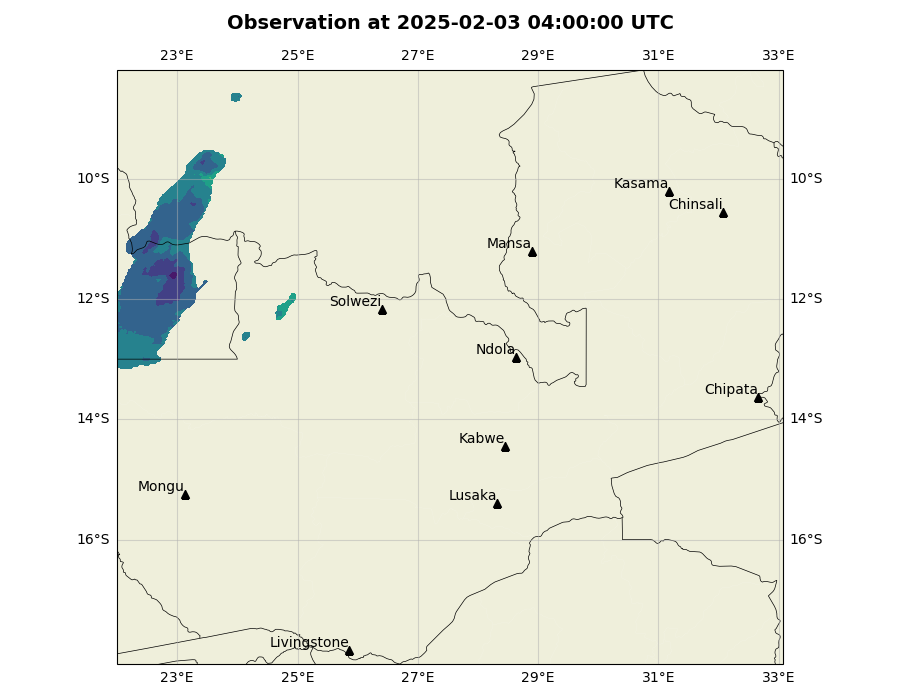 Observation at 2025-02-03 04:00:00 UTC
23°E 25°E 27°E 29°E 31°E 33°E
10°S 10°S
Kasama
Chinsali
Mansa
12°S 12°S
Solwezi
Ndola
Chipata
14°S 14°S
Kabwe
Mongu
Lusaka
16°S 16°S
Livingstone
23°E 25°E 27°E 29°E 31°E 33°E